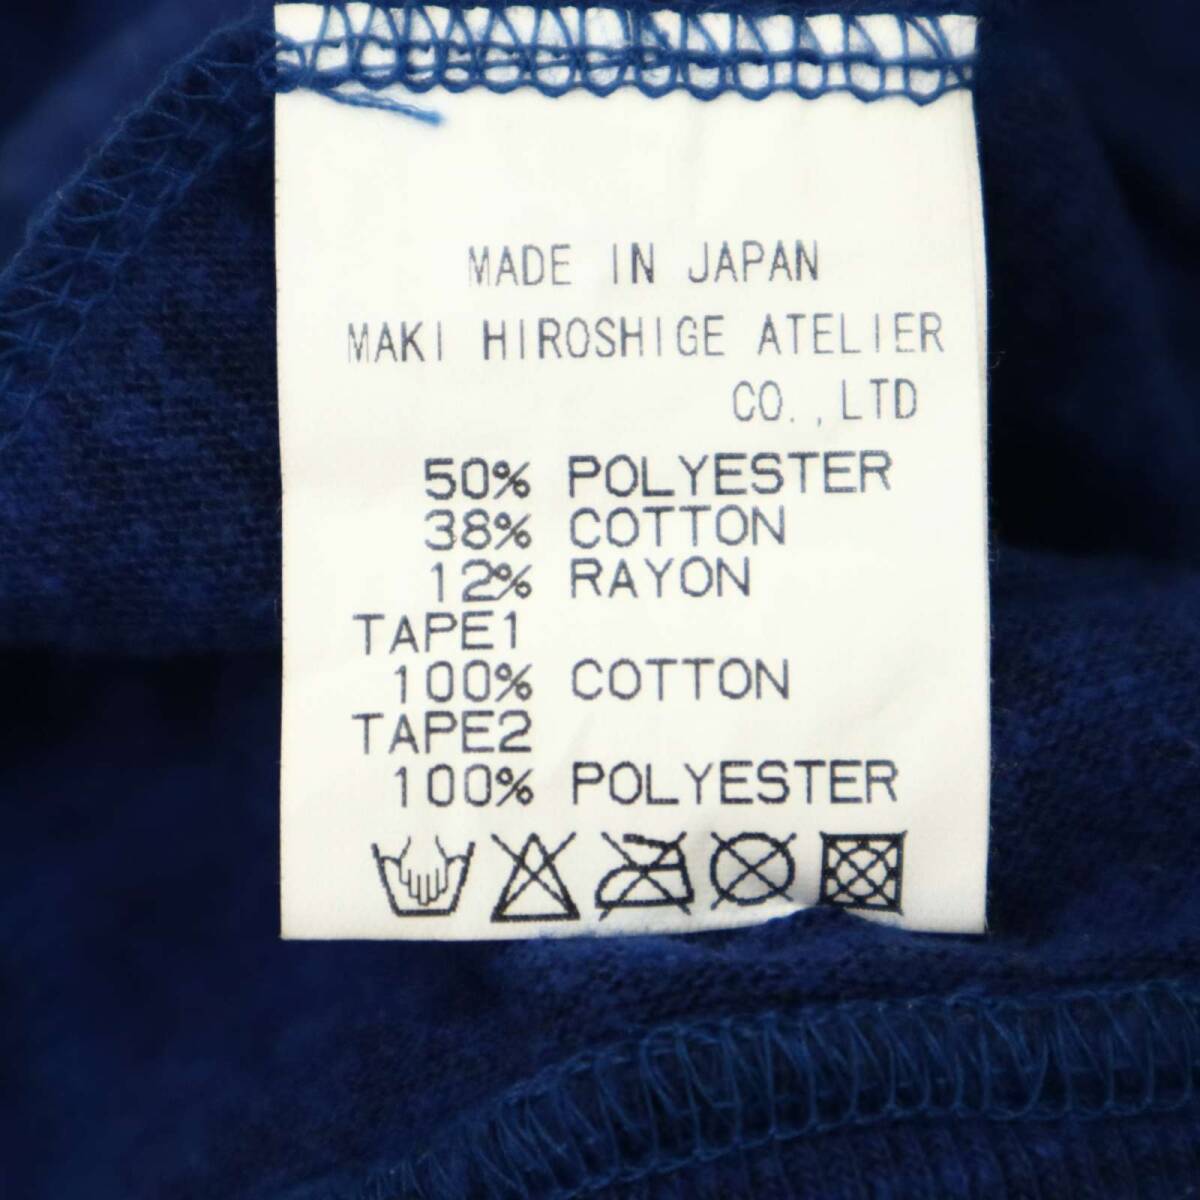 MADE IN JAPAN
MAKI HIROSHIGE ATELIER
CO.,LTD
50% POLYESTER
38% COTTON
12% RAYON
TAPE1
100% COTTON
TAPE2
100% POLYESTER